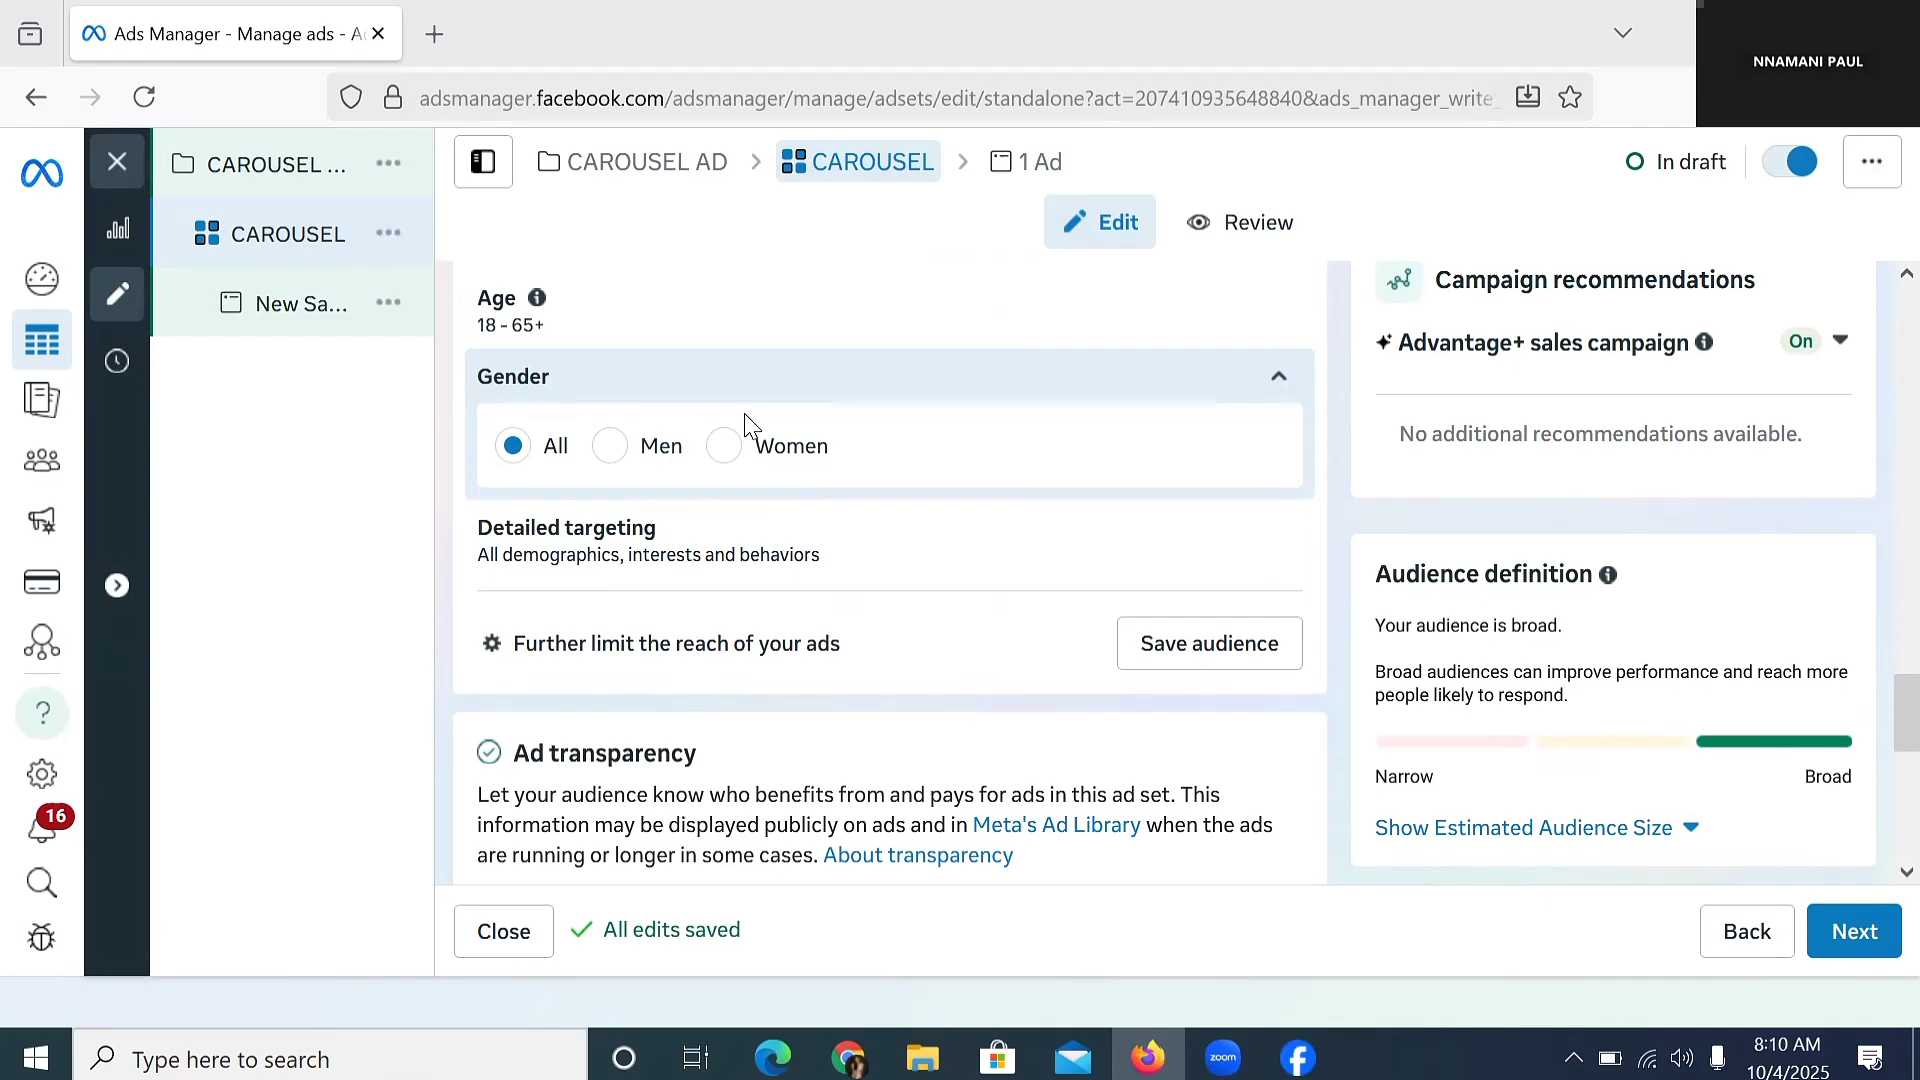 Ads Manager - Manage ads - A
NNAMANI PAUL
adsmanager.facebook.com/adsmanager/manage/adsets/edit/standalone?act=207410935648840&ads_manager_write_
CAROUSEL ...
CAROUSEL AD
CAROUSEL
1 Ad
In draft
CAROUSEL
Edit
Review
New Sa...
Age
18 - 65+
Gender
All
Men
Women
Detailed targeting
All demographics, interests and behaviors
Further limit the reach of your ads
Save audience
Ad transparency
Let your audience know who benefits from and pays for ads in this ad set. This
information may be displayed publicly on ads and in Meta's Ad Library when the ads
are running or longer in some cases. About transparency
Campaign recommendations
Advantage+ sales campaign
On
No additional recommendations available.
Audience definition
Your audience is broad.
Broad audiences can improve performance and reach more
people likely to respond.
Narrow
Broad
Show Estimated Audience Size
16
Close
All edits saved
Back
Next
Type here to search
zoom
8:10 AM
10/4/2025